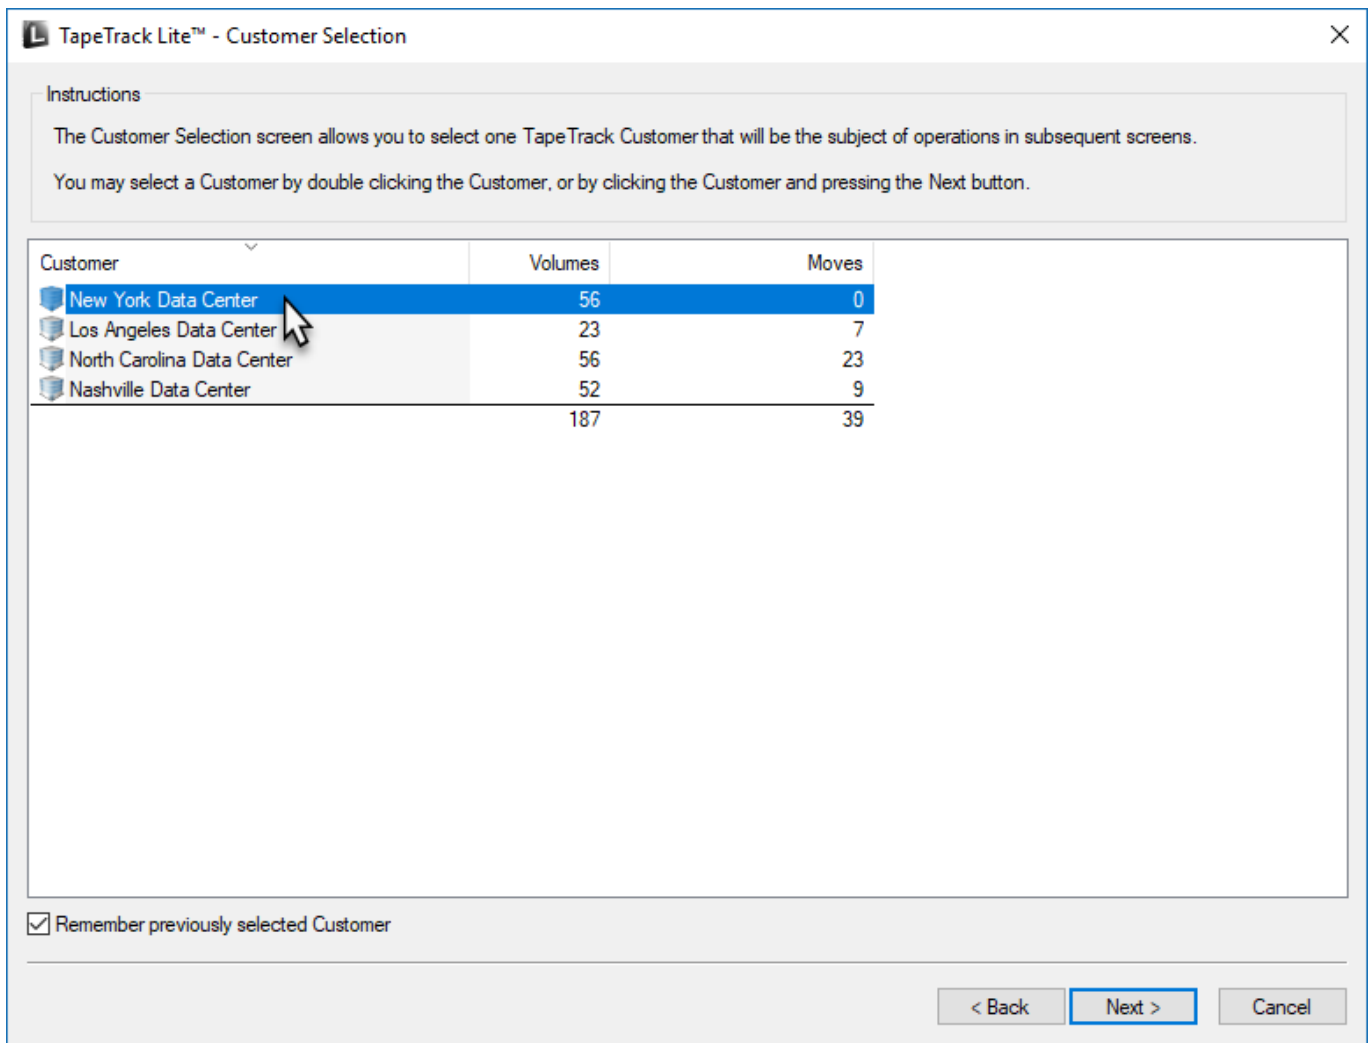 TapeTrack Lite™ - Customer Selection
Instructions
The Customer Selection screen allows you to select one TapeTrack Customer that will be the subject of operations in subsequent screens.
You may select a Customer by double clicking the Customer, or by clicking the Customer and pressing the Next button.
Customer Volumes Moves
New York Data Center 56 0
Los Angeles Data Center 23 7
North Carolina Data Center 56 23
Nashville Data Center 52 9
187 39
Remember previously selected Customer
< Back Next > Cancel